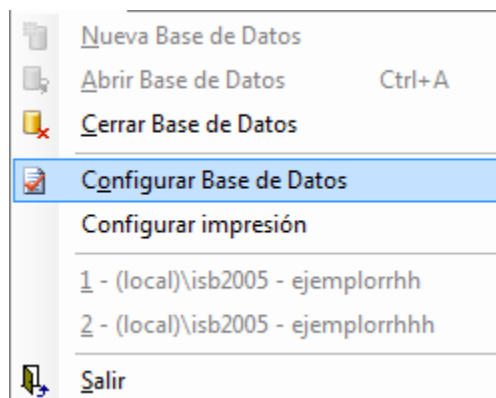 Nueva Base de Datos
Abrir Base de Datos Ctrl+A
Cerrar Base de Datos
Configurar Base de Datos
Configurar impresión
1 - (local)\isb2005 - ejemplorrhh
2 - (local)\isb2005 - ejemplorrhhh
Salir